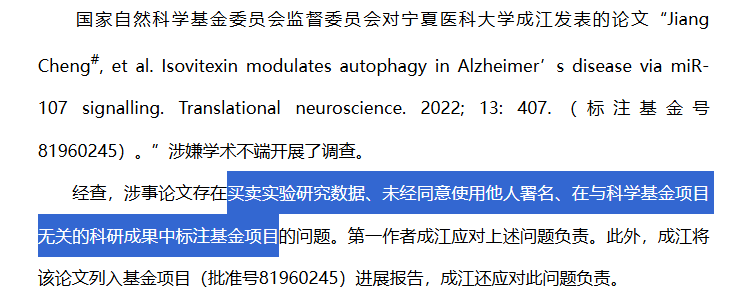 国家自然科学基金委员会监督委员会对宁夏医科大学成江发表的论文“Jiang
Cheng#, et al. Isovitexin modulates autophagy in Alzheimer’s disease via miR-
107 signalling. Translational neuroscience. 2022; 13: 407.（标注基金号
81960245）。”涉嫌学术不端开展了调查。
经查，涉事论文存在买卖实验研究数据、未经同意使用他人署名、在与科学基金项目
无关的科研成果中标注基金项目的问题。第一作者成江应对上述问题负责。此外，成江将
该论文列入基金项目（批准号81960245）进展报告，成江还应对此问题负责。